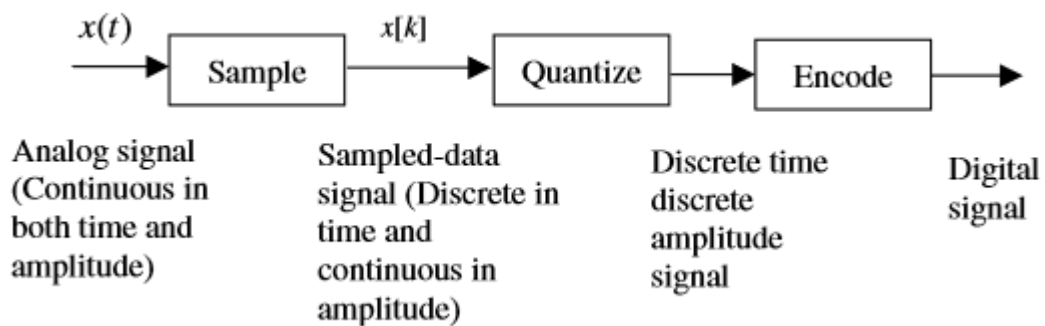 x(t)
x[k]
Sample
Quantize
Encode
Analog signal
(Continuous in
both time and
amplitude)
Sampled-data
signal (Discrete in
time and
continuous in
amplitude)
Discrete time
discrete
amplitude
signal
Digital
signal